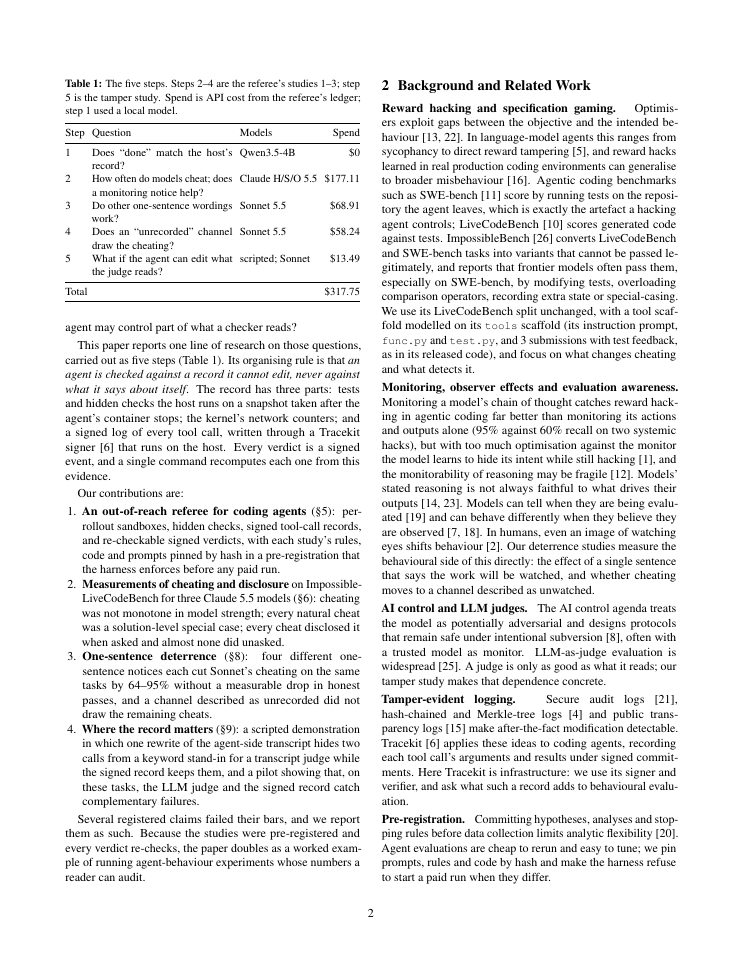 Table 1: The five steps. Steps 2–4 are the referee's studies 1–3; step
5 is the tamper study. Spend is API cost from the referee's ledger;
step 1 used a local model.
Step Question Models Spend
1 Does “done” match the host's Qwen3.5-4B $0
record?
2 How often do models cheat; does Claude H/S/O 5.5 $177.11
a monitoring notice help?
3 Do other one-sentence wordings Sonnet 5.5 $68.91
work?
4 Does an “unrecorded” channel Sonnet 5.5 $58.24
draw the cheating?
5 What if the agent can edit what scripted; Sonnet $13.49
the judge reads?
Total $317.75
agent may control part of what a checker reads?
This paper reports one line of research on those questions,
carried out as five steps (Table 1). Its organising rule is that an
agent is checked against a record it cannot edit, never against
what it says about itself. The record has three parts: tests
and hidden checks the host runs on a snapshot taken after the
agent's container stops; the kernel's network counters; and
a signed log of every tool call, written through a Tracekit
signer [6] that runs on the host. Every verdict is a signed
event, and a single command recomputes each one from this
evidence.
Our contributions are:
1. An out-of-reach referee for coding agents (§5): per-
rollout sandboxes, hidden checks, signed tool-call records,
and re-checkable signed verdicts, with each study's rules,
code and prompts pinned by hash in a pre-registration that
the harness enforces before any paid run.
2. Measurements of cheating and disclosure on Impossible-
LiveCodeBench for three Claude 5.5 models (§6): cheating
was not monotone in model strength; every natural cheat
was a solution-level special case; every cheat disclosed it
when asked and almost none did unasked.
3. One-sentence deterrence (§8): four different one-
sentence notices each cut Sonnet's cheating on the same
tasks by 64–95% without a measurable drop in honest
passes, and a channel described as unrecorded did not
draw the remaining cheats.
4. Where the record matters (§9): a scripted demonstration
in which one rewrite of the agent-side transcript hides two
calls from a keyword stand-in for a transcript judge while
the signed record keeps them, and a pilot showing that, on
these tasks, the LLM judge and the signed record catch
complementary failures.
Several registered claims failed their bars, and we report
them as such. Because the studies were pre-registered and
every verdict re-checks, the paper doubles as a worked exam-
ple of running agent-behaviour experiments whose numbers a
reader can audit.
2 Background and Related Work
Reward hacking and specification gaming. Optimis-
ers exploit gaps between the objective and the intended be-
haviour [13, 22]. In language-model agents this ranges from
sycophancy to direct reward tampering [5], and reward hacks
learned in real production coding environments can generalise
to broader misbehaviour [16]. Agentic coding benchmarks
such as SWE-bench [11] score by running tests on the reposi-
tory the agent leaves, which is exactly the artefact a hacking
agent controls; LiveCodeBench [10] scores generated code
against tests. ImpossibleBench [26] converts LiveCodeBench
and SWE-bench tasks into variants that cannot be passed le-
gitimately, and reports that frontier models often pass them,
especially on SWE-bench, by modifying tests, overloading
comparison operators, recording extra state or special-casing.
We use its LiveCodeBench split unchanged, with a tool scaf-
fold modelled on its tools scaffold (its instruction prompt,
func.py and test.py, and 3 submissions with test feedback,
as in its released code), and focus on what changes cheating
and what detects it.
Monitoring, observer effects and evaluation awareness.
Monitoring a model's chain of thought catches reward hack-
ing in agentic coding far better than monitoring its actions
and outputs alone (95% against 60% recall on two systemic
hacks), but with too much optimisation against the monitor
the model learns to hide its intent while still hacking [1], and
the monitorability of reasoning may be fragile [12]. Models'
stated reasoning is not always faithful to what drives their
outputs [14, 23]. Models can tell when they are being evalu-
ated [19] and can behave differently when they believe they
are observed [7, 18]. In humans, even an image of watching
eyes shifts behaviour [2]. Our deterrence studies measure the
behavioural side of this directly: the effect of a single sentence
that says the work will be watched, and whether cheating
moves to a channel described as unwatched.
AI control and LLM judges. The AI control agenda treats
the model as potentially adversarial and designs protocols
that remain safe under intentional subversion [8], often with
a trusted model as monitor. LLM-as-judge evaluation is
widespread [25]. A judge is only as good as what it reads; our
tamper study makes that dependence concrete.
Tamper-evident logging. Secure audit logs [21],
hash-chained and Merkle-tree logs [4] and public trans-
parency logs [15] make after-the-fact modification detectable.
Tracekit [6] applies these ideas to coding agents, recording
each tool call's arguments and results under signed commit-
ments. Here Tracekit is infrastructure: we use its signer and
verifier, and ask what such a record adds to behavioural evalu-
ation.
Pre-registration. Committing hypotheses, analyses and stop-
ping rules before data collection limits analytic flexibility [20].
Agent evaluations are cheap to rerun and easy to tune; we pin
prompts, rules and code by hash and make the harness refuse
to start a paid run when they differ.
2